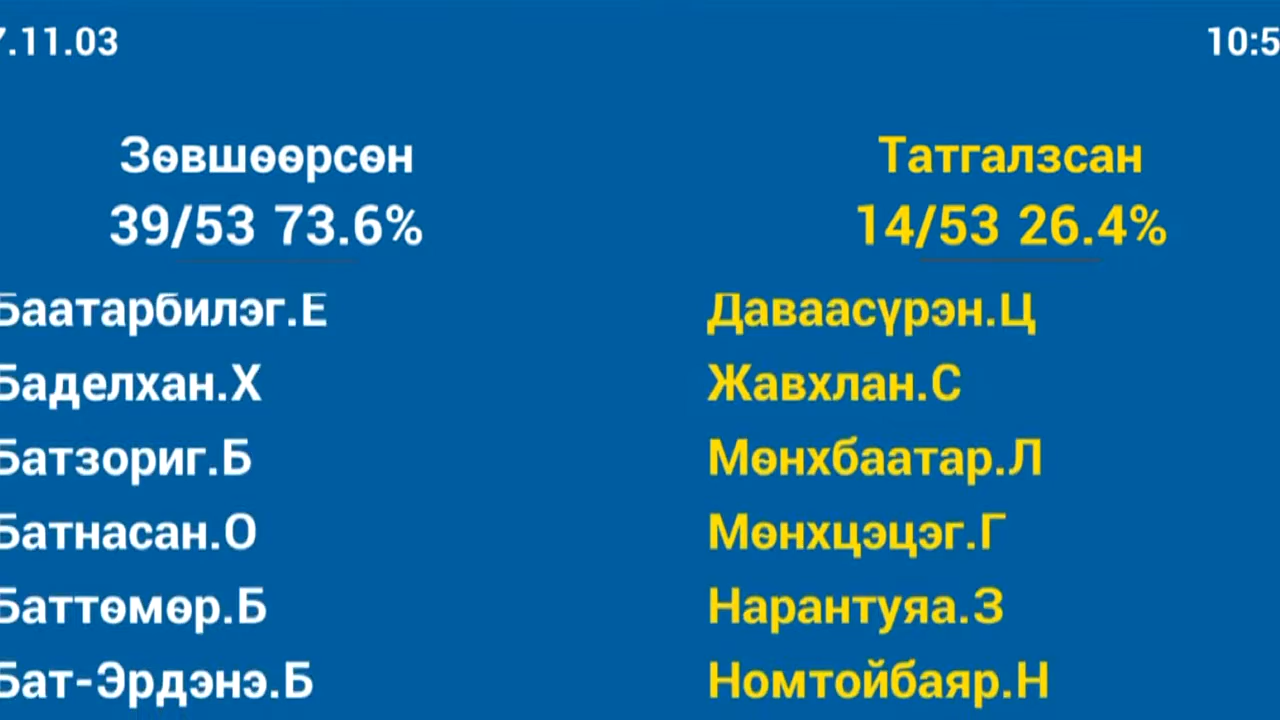 7.11.03 10:5
Зөвшөөрсөн Татгалзсан
39/53 73.6% 14/53 26.4%
Баатарбилэг.Е Даваасүрэн.Ц
Баделхан.Х Жавхлан.С
Батзориг.Б Мөнхбаатар.Л
Батнасан.О Мөнхцэцэг.Г
Баттөмөр.Б Нарантуяа.З
Бат-Эрдэнэ.Б Номтойбаяр.Н